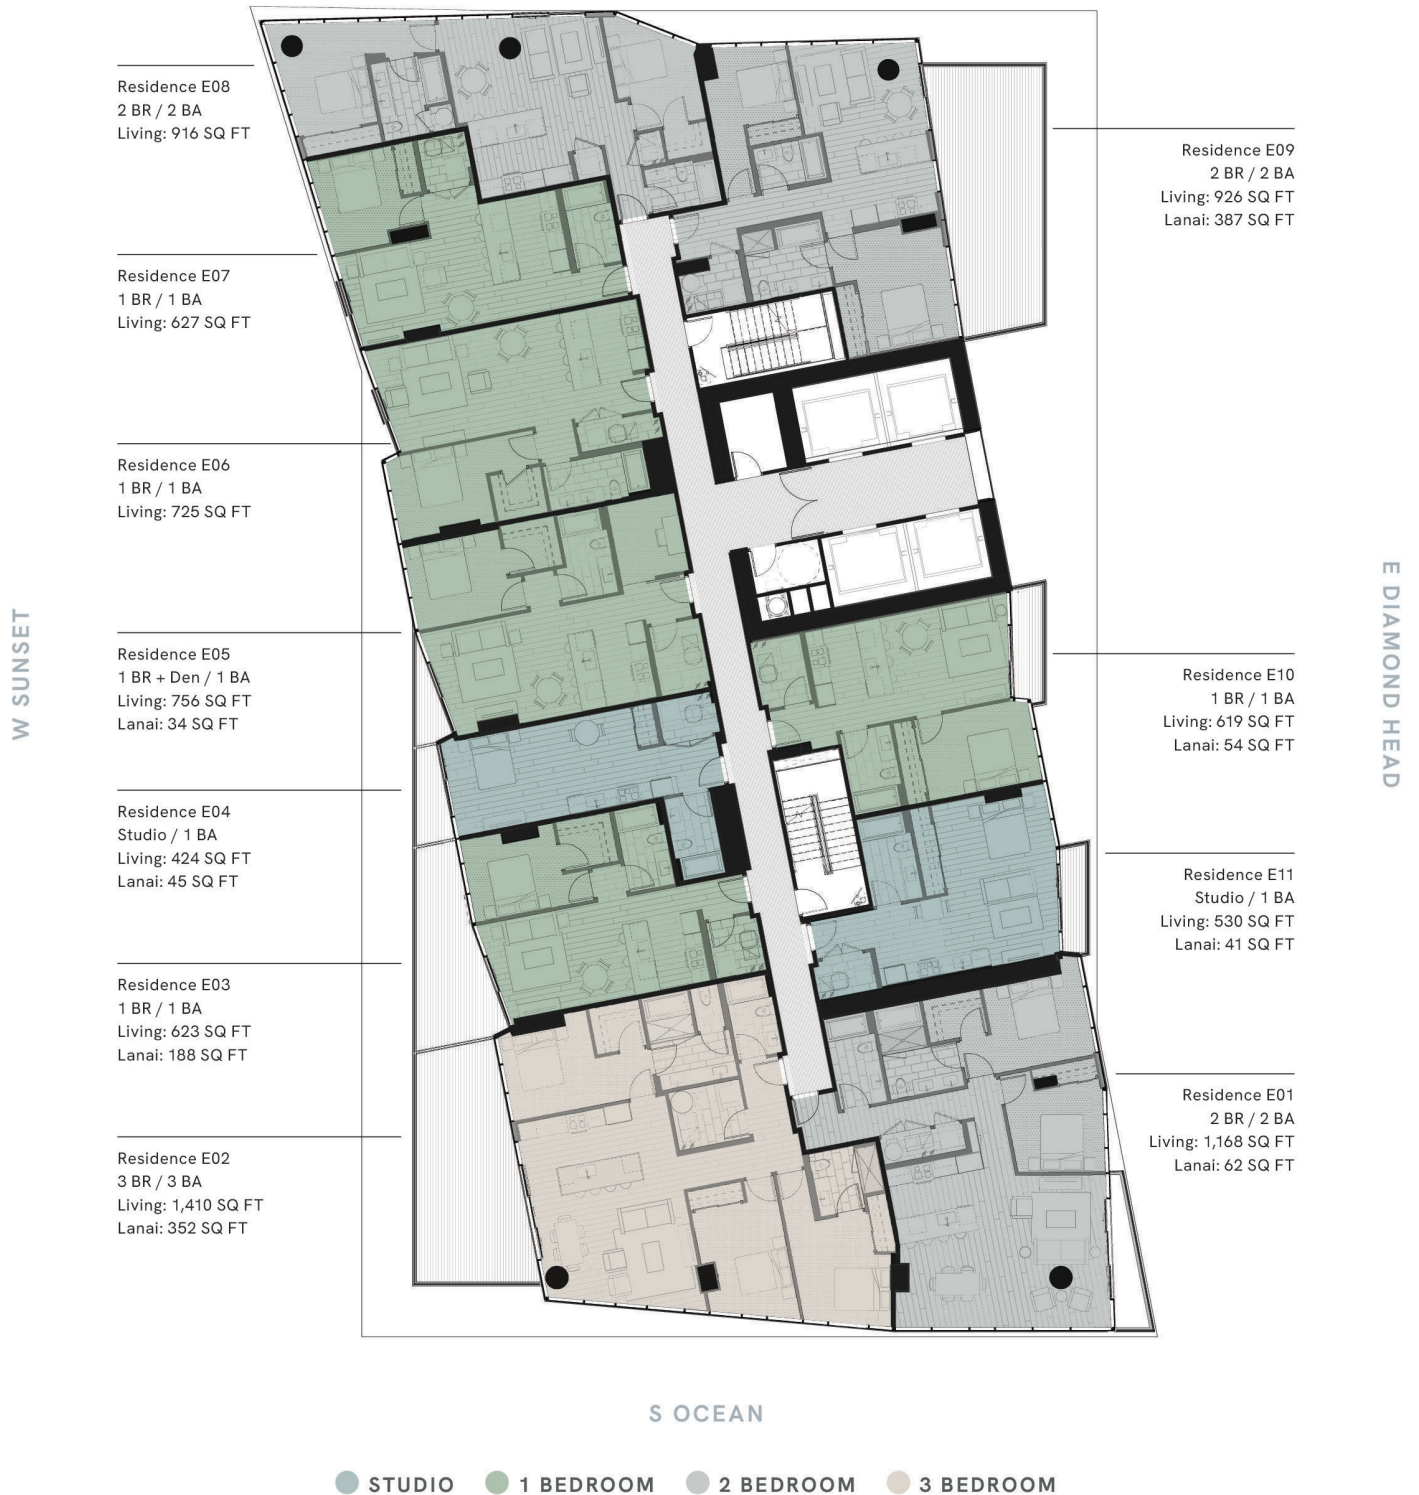 Residence E08
2 BR / 2 BA
Living: 916 SQ FT
Residence E09
2 BR / 2 BA
Living: 926 SQ FT
Lanai: 387 SQ FT
Residence E07
1 BR / 1 BA
Living: 627 SQ FT
Residence E06
1 BR / 1 BA
Living: 725 SQ FT
W SUNSET
E DIAMOND HEAD
Residence E05
1 BR + Den / 1 BA
Living: 756 SQ FT
Lanai: 34 SQ FT
Residence E10
1 BR / 1 BA
Living: 619 SQ FT
Lanai: 54 SQ FT
Residence E04
Studio / 1 BA
Living: 424 SQ FT
Lanai: 45 SQ FT
Residence E11
Studio / 1 BA
Living: 530 SQ FT
Lanai: 41 SQ FT
Residence E03
1 BR / 1 BA
Living: 623 SQ FT
Lanai: 188 SQ FT
Residence E01
2 BR / 2 BA
Living: 1,168 SQ FT
Lanai: 62 SQ FT
Residence E02
3 BR / 3 BA
Living: 1,410 SQ FT
Lanai: 352 SQ FT
S OCEAN
STUDIO
1 BEDROOM
2 BEDROOM
3 BEDROOM